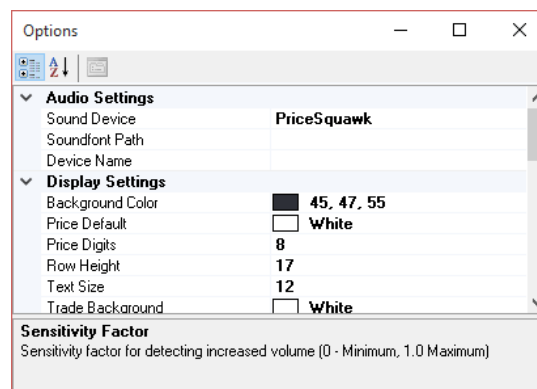 Options
Audio Settings
Sound Device PriceSquawk
Soundfont Path
Device Name
Display Settings
Background Color 45, 47, 55
Price Default White
Price Digits 8
Row Height 17
Text Size 12
Trade Background White
Sensitivity Factor
Sensitivity factor for detecting increased volume (0 - Minimum, 1.0 Maximum)